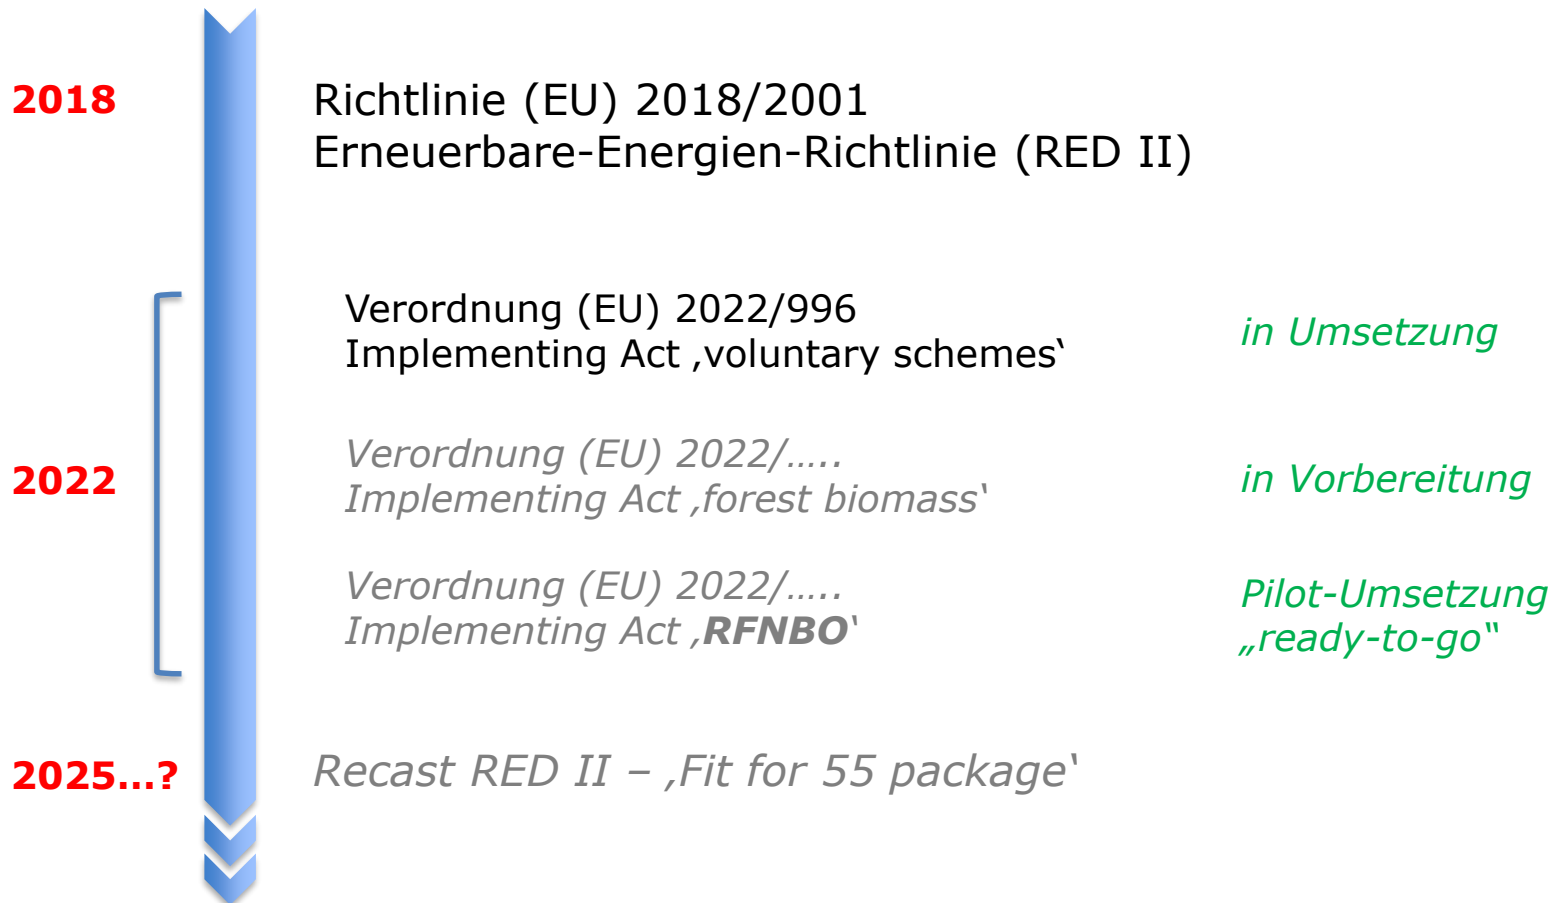 2018
Richtlinie (EU) 2018/2001
Erneuerbare-Energien-Richtlinie (RED II)
Verordnung (EU) 2022/996
Implementing Act ‚voluntary schemes‘
in Umsetzung
2022
Verordnung (EU) 2022/…..
Implementing Act ‚forest biomass‘
in Vorbereitung
Verordnung (EU) 2022/…..
Implementing Act ‚RFNBO‘
Pilot-Umsetzung
„ready-to-go“
2025…?
Recast RED II – ‚Fit for 55 package‘